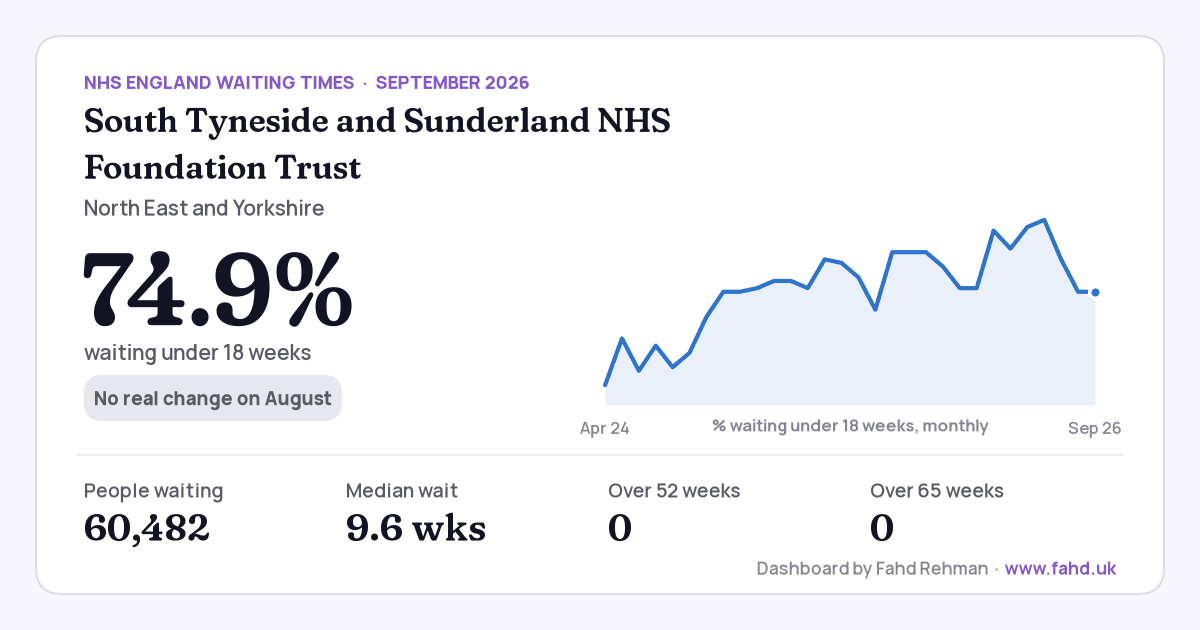 NHS ENGLAND WAITING TIMES · SEPTEMBER 2026
South Tyneside and Sunderland NHS
Foundation Trust
North East and Yorkshire
74.9%
waiting under 18 weeks
No real change on August
Apr 24
% waiting under 18 weeks, monthly
Sep 26
People waiting
60,482
Median wait
9.6 wks
Over 52 weeks
0
Over 65 weeks
0
Dashboard by Fahd Rehman · www.fahd.uk